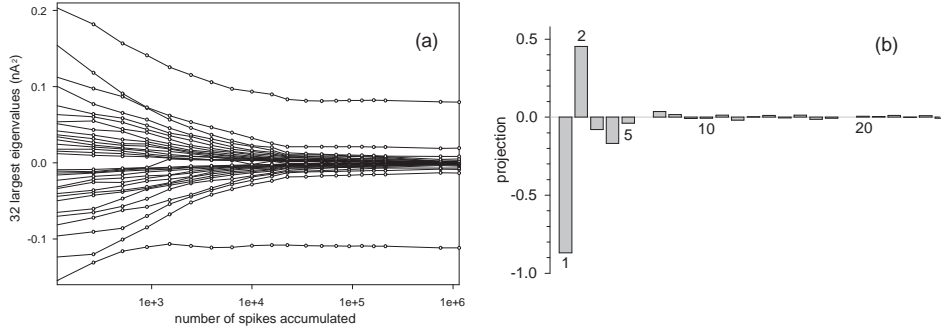 0.2
0.1
0.0
-0.1
32 largest eigenvalues (nA²)
(a)
1e+3
1e+4
1e+5
1e+6
number of spikes accumulated
0.5
0.0
-0.5
-1.0
projection
(b)
2
5
10
20
1